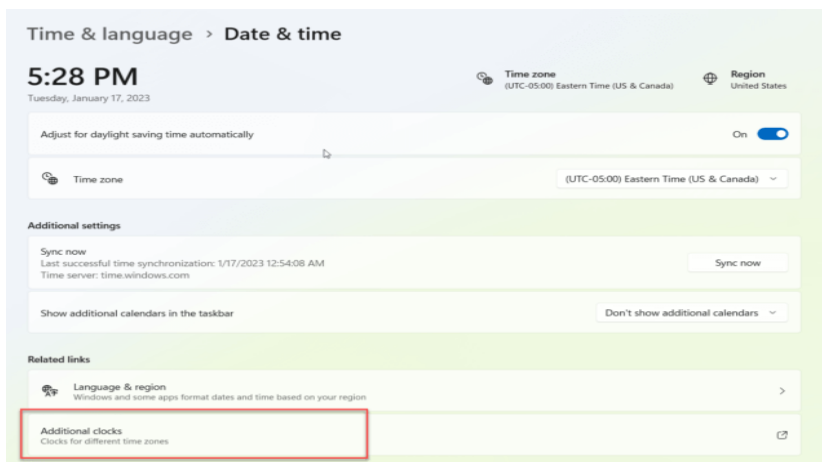 Time & language > Date & time
5:28 PM
Tuesday, January 17, 2023
Time zone
(UTC-05:00) Eastern Time (US & Canada)
Region
United States
Adjust for daylight saving time automatically
On
Time zone
(UTC-05:00) Eastern Time (US & Canada)
Additional settings
Sync now
Last successful time synchronization: 1/17/2023 12:54:08 AM
Time server: time.windows.com
Sync now
Show additional calendars in the taskbar
Don't show additional calendars
Related links
Language & region
Windows and some apps format dates and time based on your region
Additional clocks
Clocks for different time zones